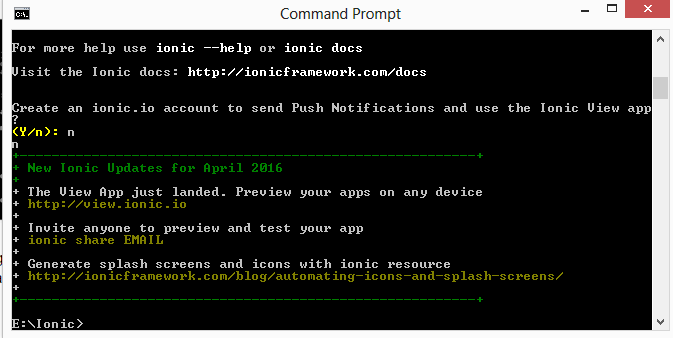 Command Prompt
For more help use ionic --help or ionic docs
Visit the Ionic docs: http://ionicframework.com/docs
Create an ionic.io account to send Push Notifications and use the Ionic View app
?
(Y/n): n
n
+------------------------------------------------------------+
+ New Ionic Updates for April 2016
+
+ The View App just landed. Preview your apps on any device
+ http://view.ionic.io
+
+ Invite anyone to preview and test your app
+ ionic share EMAIL
+
+ Generate splash screens and icons with ionic resource
+ http://ionicframework.com/blog/automating-icons-and-splash-screens/
+
+------------------------------------------------------------+
E:\Ionic>